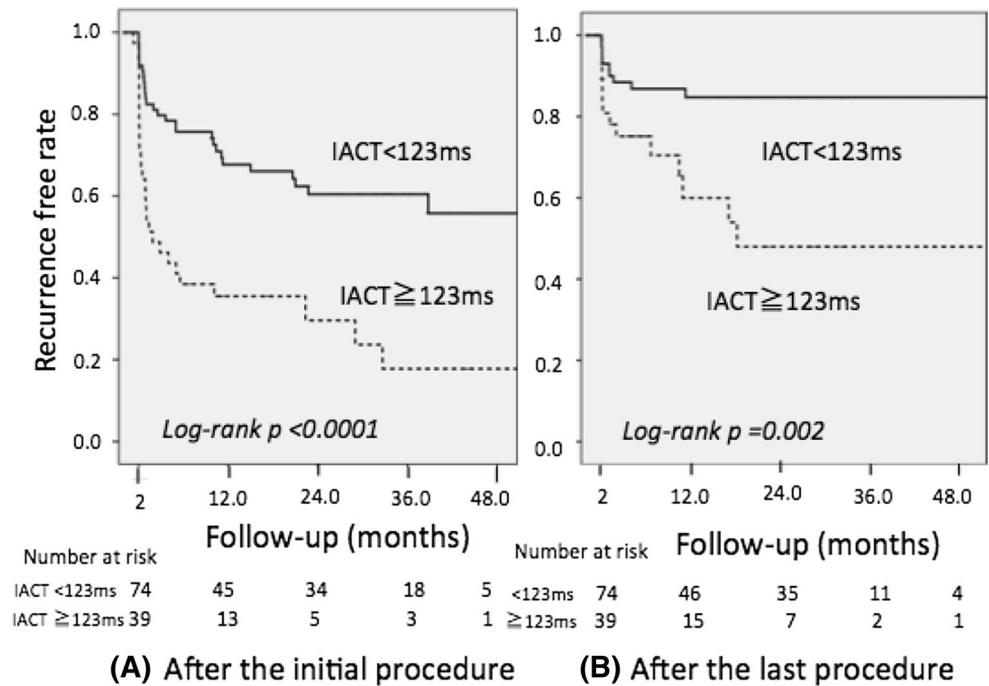 Recurrence free rate
1.0
0.8
0.6
0.4
0.2
0.0
IACT<123ms
IACT≧123ms
Log-rank p <0.0001
2 12.0 24.0 36.0 48.0
Follow-up (months)
Number at risk
IACT <123ms 74 45 34 18 5
IACT ≧123ms 39 13 5 3 1
(A) After the initial procedure
1.0
0.8
0.6
0.4
0.2
0.0
IACT<123ms
IACT≧123ms
Log-rank p =0.002
2 12.0 24.0 36.0 48.0
Follow-up (months)
Number at risk
<123ms 74 46 35 11 4
≧123ms 39 15 7 2 1
(B) After the last procedure